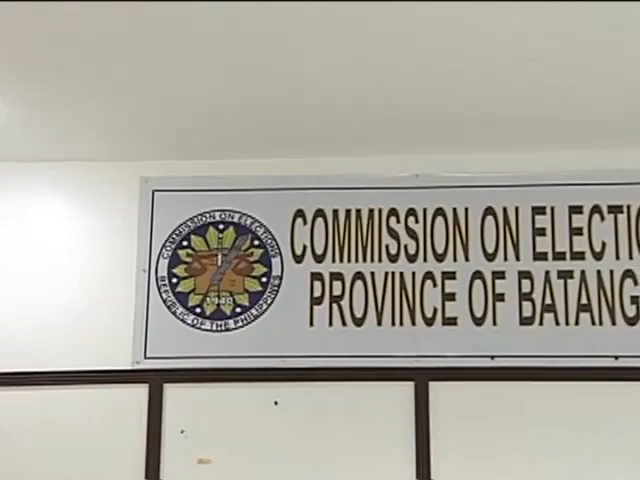 COMMISSION ON ELECTIO
PROVINCE OF BATANG
COMMISSION ON ELECTIONS
1940
REPUBLIC OF THE PHILIPPINES